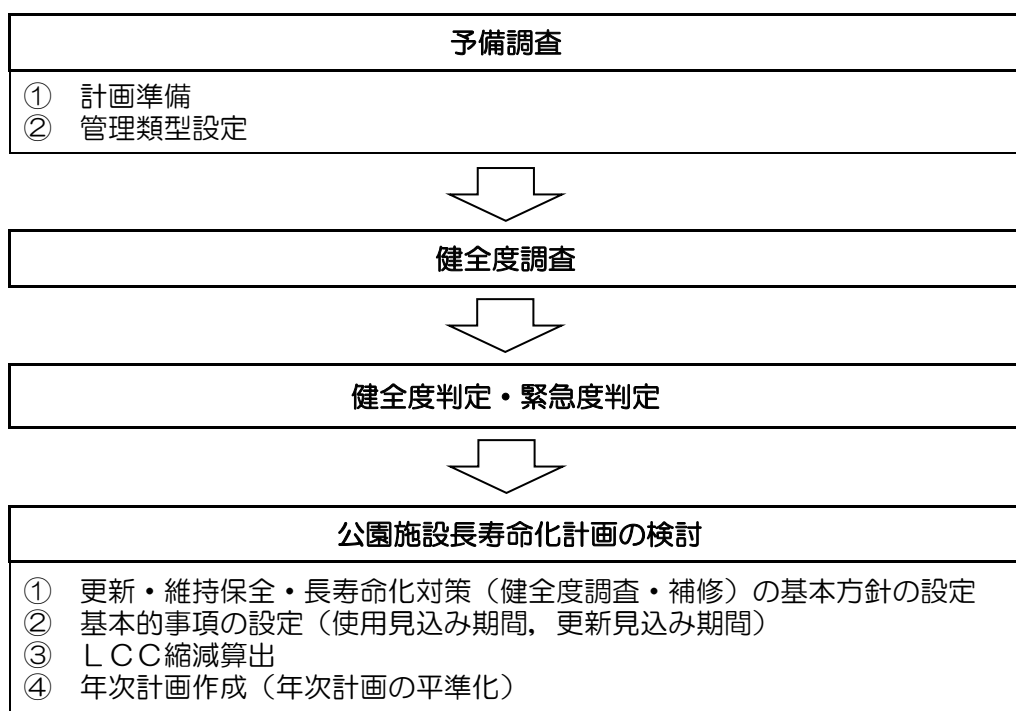 予備調査
①　計画準備
②　管理類型設定
健全度調査
健全度判定・緊急度判定
公園施設長寿命化計画の検討
①　更新・維持保全・長寿命化対策（健全度調査・補修）の基本方針の設定
②　基本的事項の設定（使用見込み期間，更新見込み期間）
③　ＬＣＣ縮減算出
④　年次計画作成（年次計画の平準化）